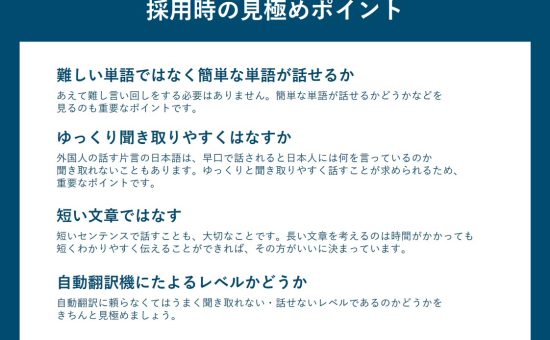 採用時の見極めポイント
難しい単語ではなく簡単な単語が話せるか
あえて難し言い回しをする必要はありません。簡単な単語が話せるかどうかなどを
見るのも重要なポイントです。
ゆっくり聞き取りやすくはなすか
外国人の話す片言の日本語は、早口で話されると日本人には何を言っているのか
聞き取れないこともあります。ゆっくりと聞き取りやすく話すことが求められるため、
重要なポイントです。
短い文章ではなす
短いセンテンスで話すことも、大切なことです。長い文章を考えるのは時間がかかっても
短くわかりやすく伝えることができれば、その方がいいに決まっています。
自動翻訳機にたよるレベルかどうか
自動翻訳に頼らなくてはうまく聞き取れない・話せないレベルであるのかどうかを
きちんと見極めましょう。